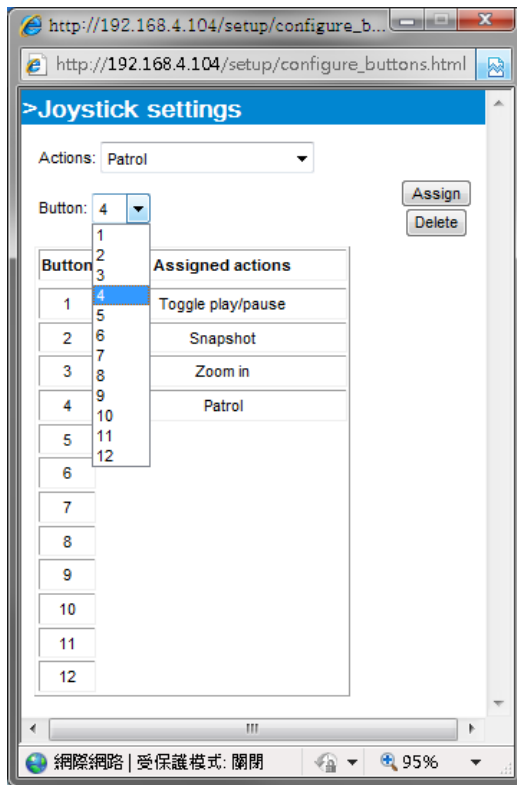 http://192.168.4.104/setup/configure_b...
http://192.168.4.104/setup/configure_buttons.html
>Joystick settings
Actions: Patrol
Assign
Button: 4
Delete
1
2
3
4
5
6
7
8
9
10
11
12
Button Assigned actions
1 Toggle play/pause
2 Snapshot
3 Zoom in
4 Patrol
5
6
7
8
9
10
11
12
網際網路 | 受保護模式: 關閉 95%